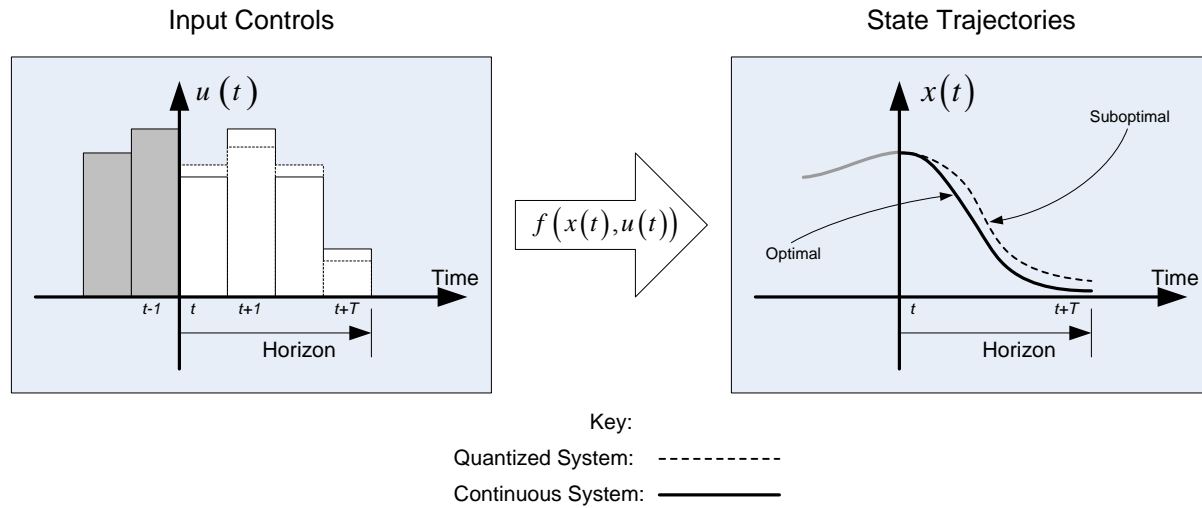 Input Controls
u(t)
Time
t-1
t
t+1
t+T
Horizon
f(x(t),u(t))
State Trajectories
x(t)
Suboptimal
Optimal
Time
t
t+T
Horizon
Key:
Quantized System:
Continuous System: